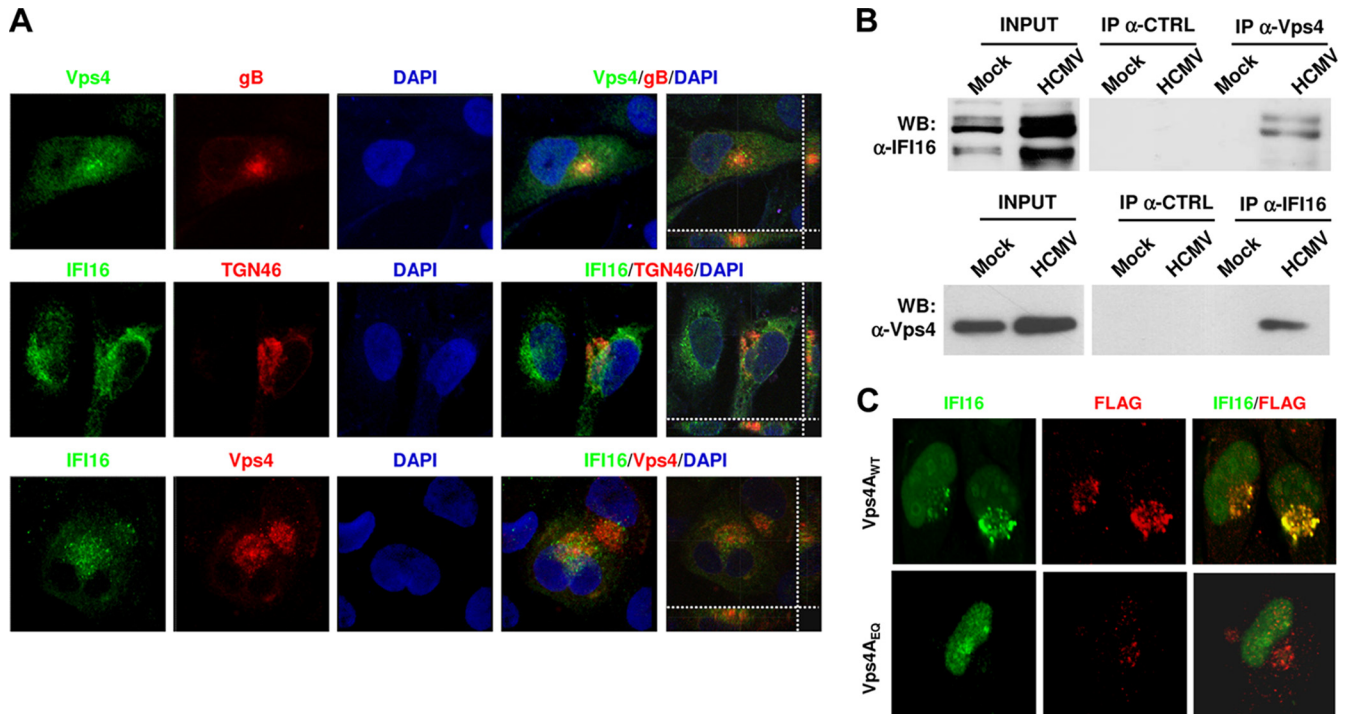 A
Vps4 gB DAPI Vps4/gB/DAPI
IFI16 TGN46 DAPI IFI16/TGN46/DAPI
IFI16 Vps4 DAPI IFI16/Vps4/DAPI
B
INPUT IP α-CTRL IP α-Vps4
Mock HCMV Mock HCMV Mock HCMV
WB:
α-IFI16
INPUT IP α-CTRL IP α-IFI16
Mock HCMV Mock HCMV Mock HCMV
WB:
α-Vps4
C
IFI16 FLAG IFI16/FLAG
Vps4AWT
Vps4AEQ